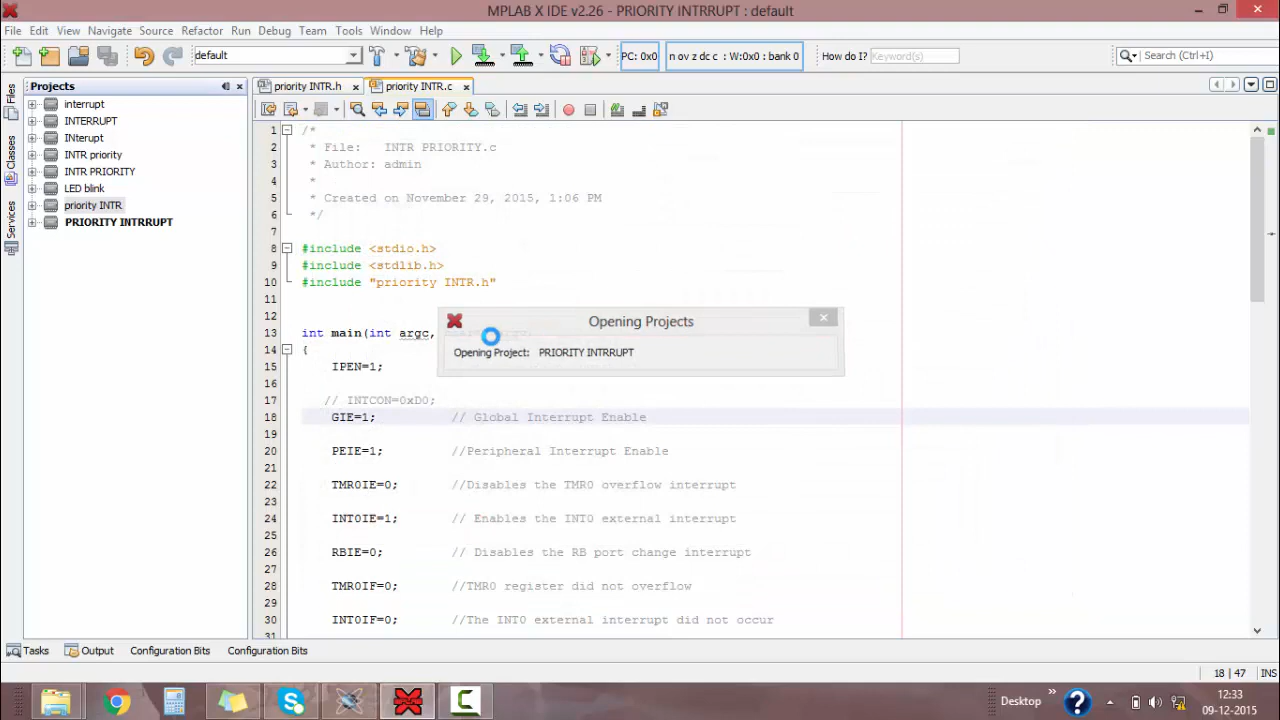 MPLAB X IDE v2.26 - PRIORITY INTRRUPT : default
File Edit View Navigate Source Refactor Run Debug Team Tools Window Help
default PC: 0x0 n ov z dc c : W:0x0 : bank 0 How do I? Keyword(s) Search (Ctrl+I)
Projects priority INTR.h priority INTR.c
Files
Classes
Services
interrupt
INTERRUPT
INterupt
INTR priority
INTR PRIORITY
LED blink
priority INTR
PRIORITY INTRRUPT
1 /*
2 * File: INTR PRIORITY.c
3 * Author: admin
4 *
5 * Created on November 29, 2015, 1:06 PM
6 */
7
8 #include <stdio.h>
9 #include <stdlib.h>
10 #include "priority INTR.h"
11
12
13 int main(int argc,
14 {
15 IPEN=1;
16
17 // INTCON=0xD0;
18 GIE=1; // Global Interrupt Enable
19
20 PEIE=1; //Peripheral Interrupt Enable
21
22 TMR0IE=0; //Disables the TMR0 overflow interrupt
23
24 INT0IE=1; // Enables the INT0 external interrupt
25
26 RBIE=0; // Disables the RB port change interrupt
27
28 TMR0IF=0; //TMR0 register did not overflow
29
30 INT0IF=0; //The INT0 external interrupt did not occur
31
Opening Projects
Opening Project: PRIORITY INTRRUPT
Tasks Output Configuration Bits Configuration Bits
18 | 47 INS
Desktop 12:33
09-12-2015